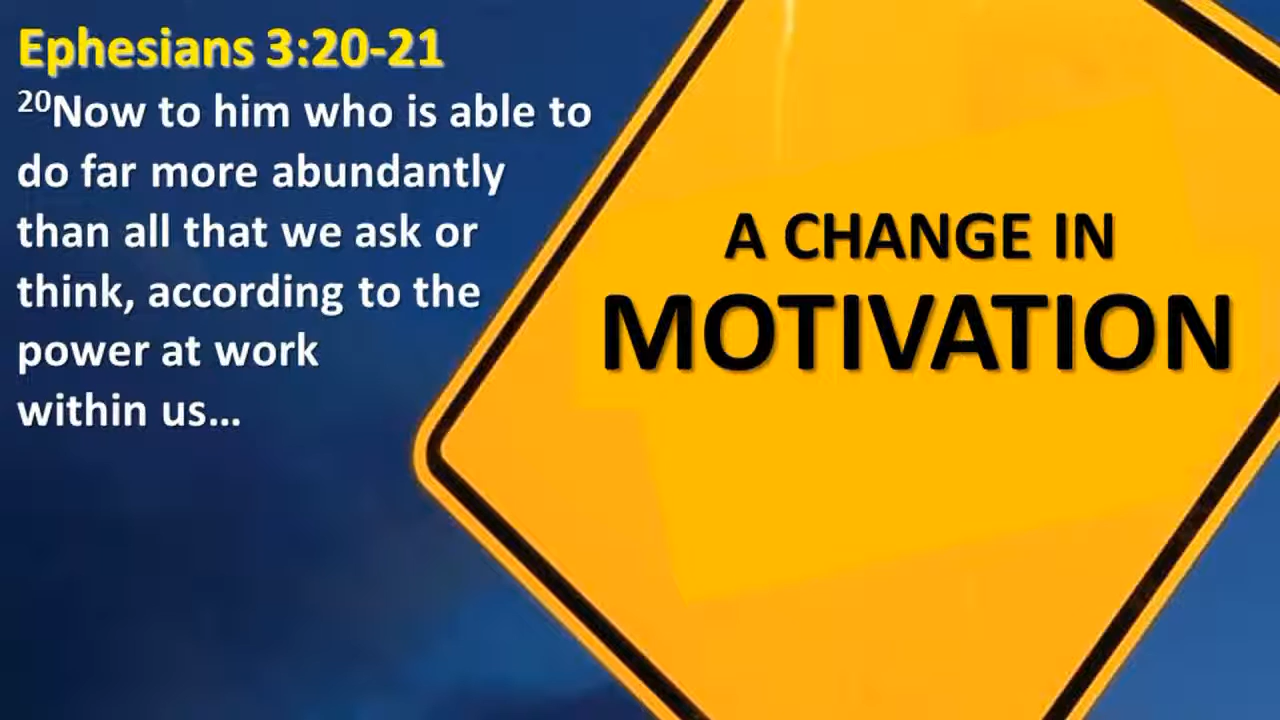 Ephesians 3:20-21
20Now to him who is able to
do far more abundantly
than all that we ask or
think, according to the
power at work
within us...
A CHANGE IN
MOTIVATION